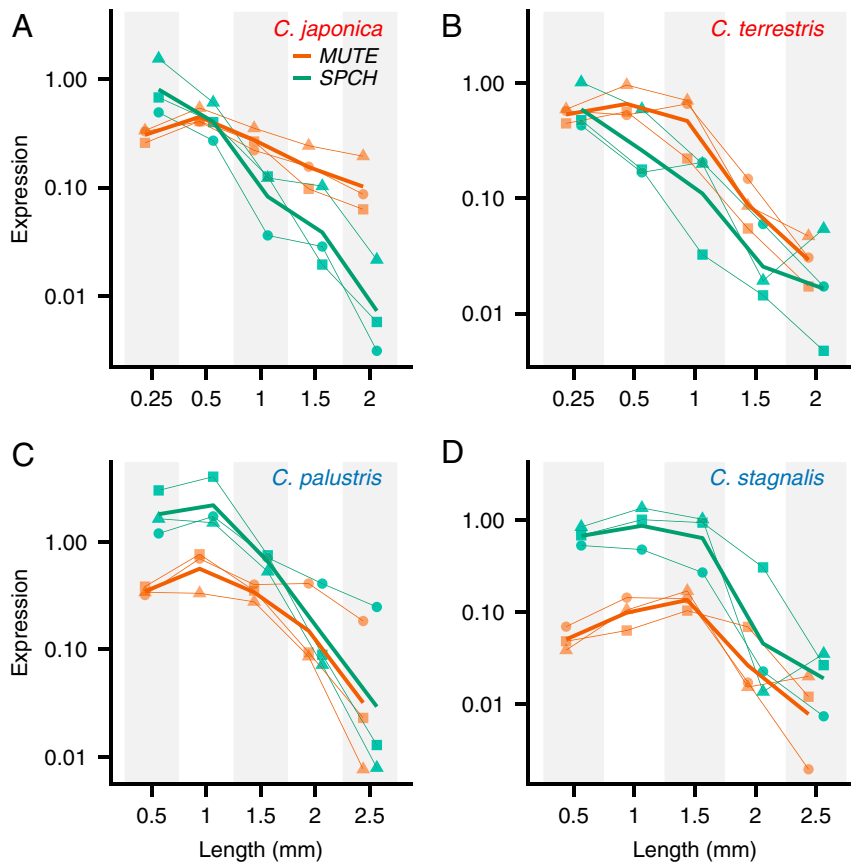 A
C. japonica
MUTE
SPCH
Expression
1.00
0.10
0.01
0.25 0.5 1 1.5 2
B
C. terrestris
1.00
0.10
0.01
0.25 0.5 1 1.5 2
C
C. palustris
Expression
1.00
0.10
0.01
0.5 1 1.5 2 2.5
Length (mm)
D
C. stagnalis
1.00
0.10
0.01
0.5 1 1.5 2 2.5
Length (mm)